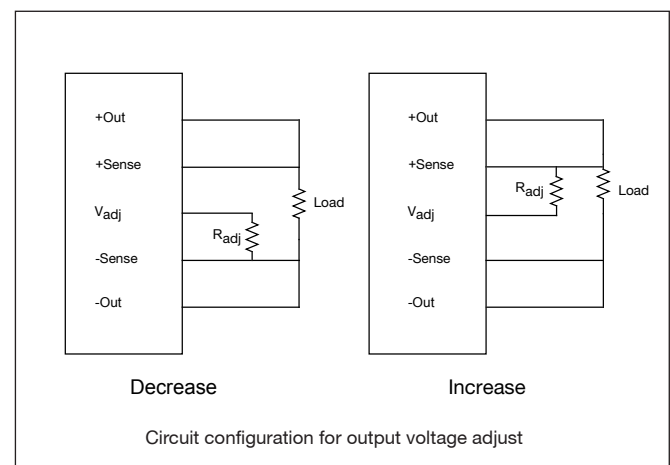 +Out
+Sense
Vadj
-Sense
-Out
Radj
Load
Decrease
+Out
+Sense
Vadj
-Sense
-Out
Radj
Load
Increase
Circuit configuration for output voltage adjust